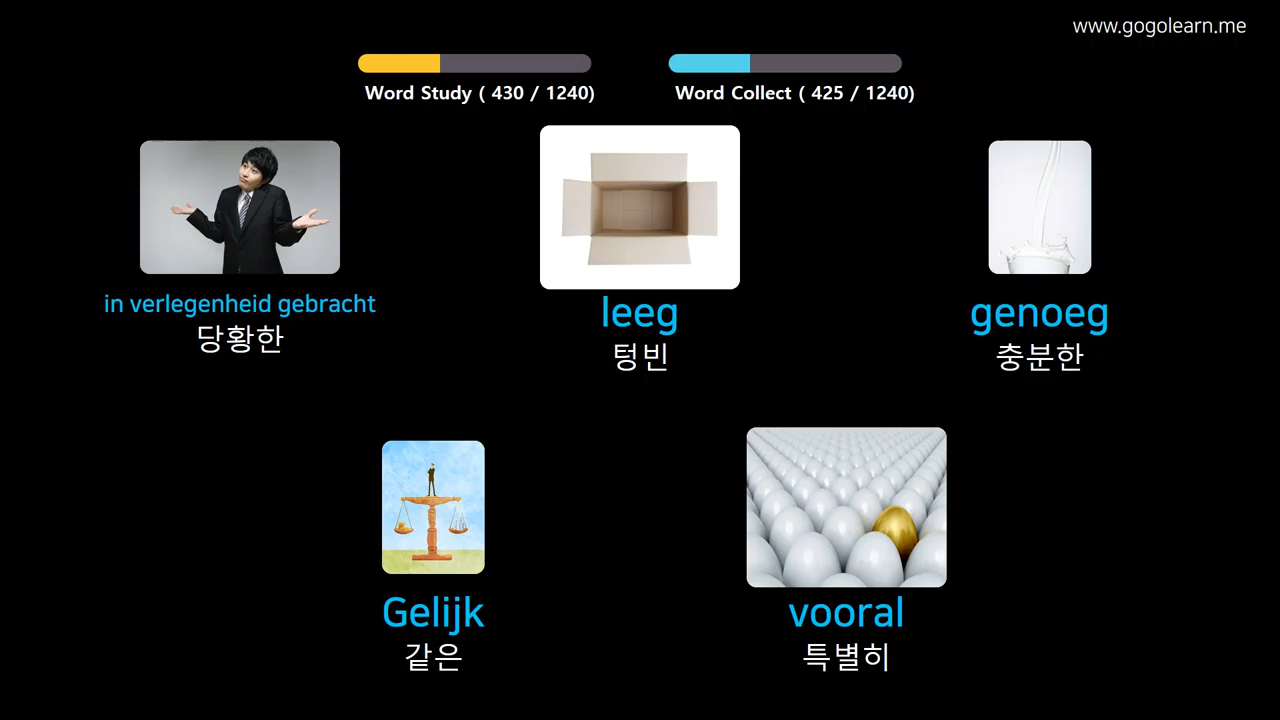 www.gogolearn.me
Word Study ( 430 / 1240)
Word Collect ( 425 / 1240)
in verlegenheid gebracht
당황한
leeg
텅빈
genoeg
충분한
Gelijk
같은
vooral
특별히